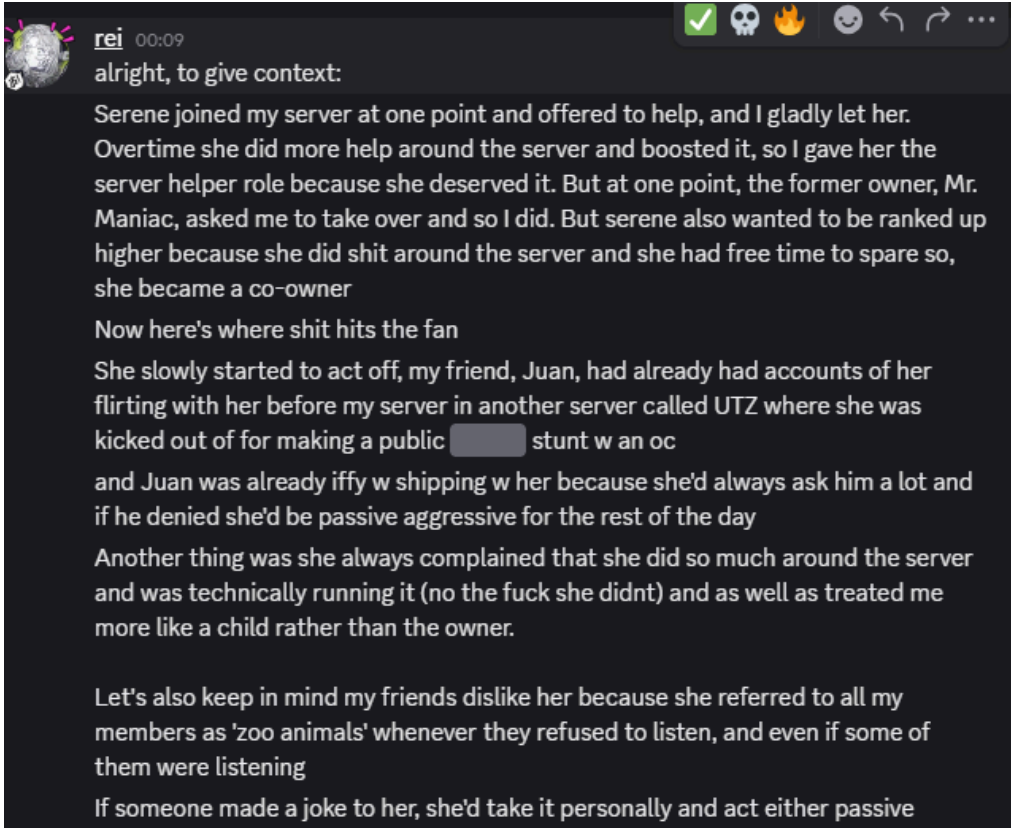 rei 00:09
alright, to give context:
Serene joined my server at one point and offered to help, and I gladly let her.
Overtime she did more help around the server and boosted it, so I gave her the
server helper role because she deserved it. But at one point, the former owner, Mr.
Maniac, asked me to take over and so I did. But serene also wanted to be ranked up
higher because she did shit around the server and she had free time to spare so,
she became a co-owner
Now here's where shit hits the fan
She slowly started to act off, my friend, Juan, had already had accounts of her
flirting with her before my server in another server called UTZ where she was
kicked out of for making a public stunt w an oc
and Juan was already iffy w shipping w her because she'd always ask him a lot and
if he denied she'd be passive aggressive for the rest of the day
Another thing was she always complained that she did so much around the server
and was technically running it (no the fuck she didnt) and as well as treated me
more like a child rather than the owner.
Let's also keep in mind my friends dislike her because she referred to all my
members as 'zoo animals' whenever they refused to listen, and even if some of
them were listening
If someone made a joke to her, she'd take it personally and act either passive